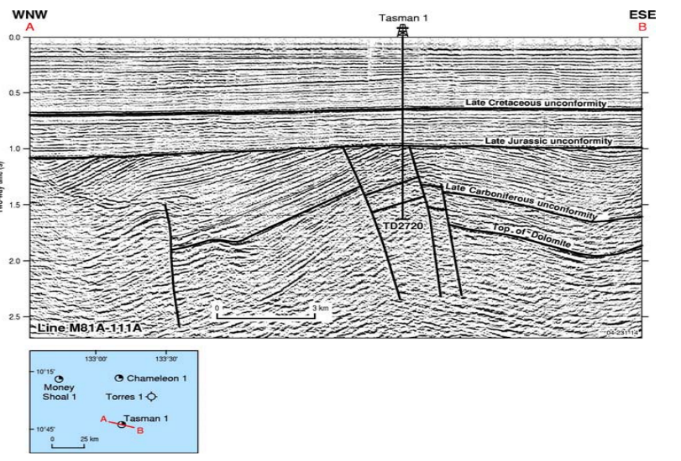 WNW
A
Tasman 1
ESE
B
0.0
0.5
1.0
1.5
2.0
2.5
Late Cretaceous unconformity
Late Jurassic unconformity
Late Carboniferous unconformity
Top-of-Dolomite
TD2720
0 3 km
Line M81A-111A
133°00' 133°30'
10°15'
10°45'
Money
Shoal 1
Chameleon 1
Torres 1
Tasman 1
A
B
0 25 km